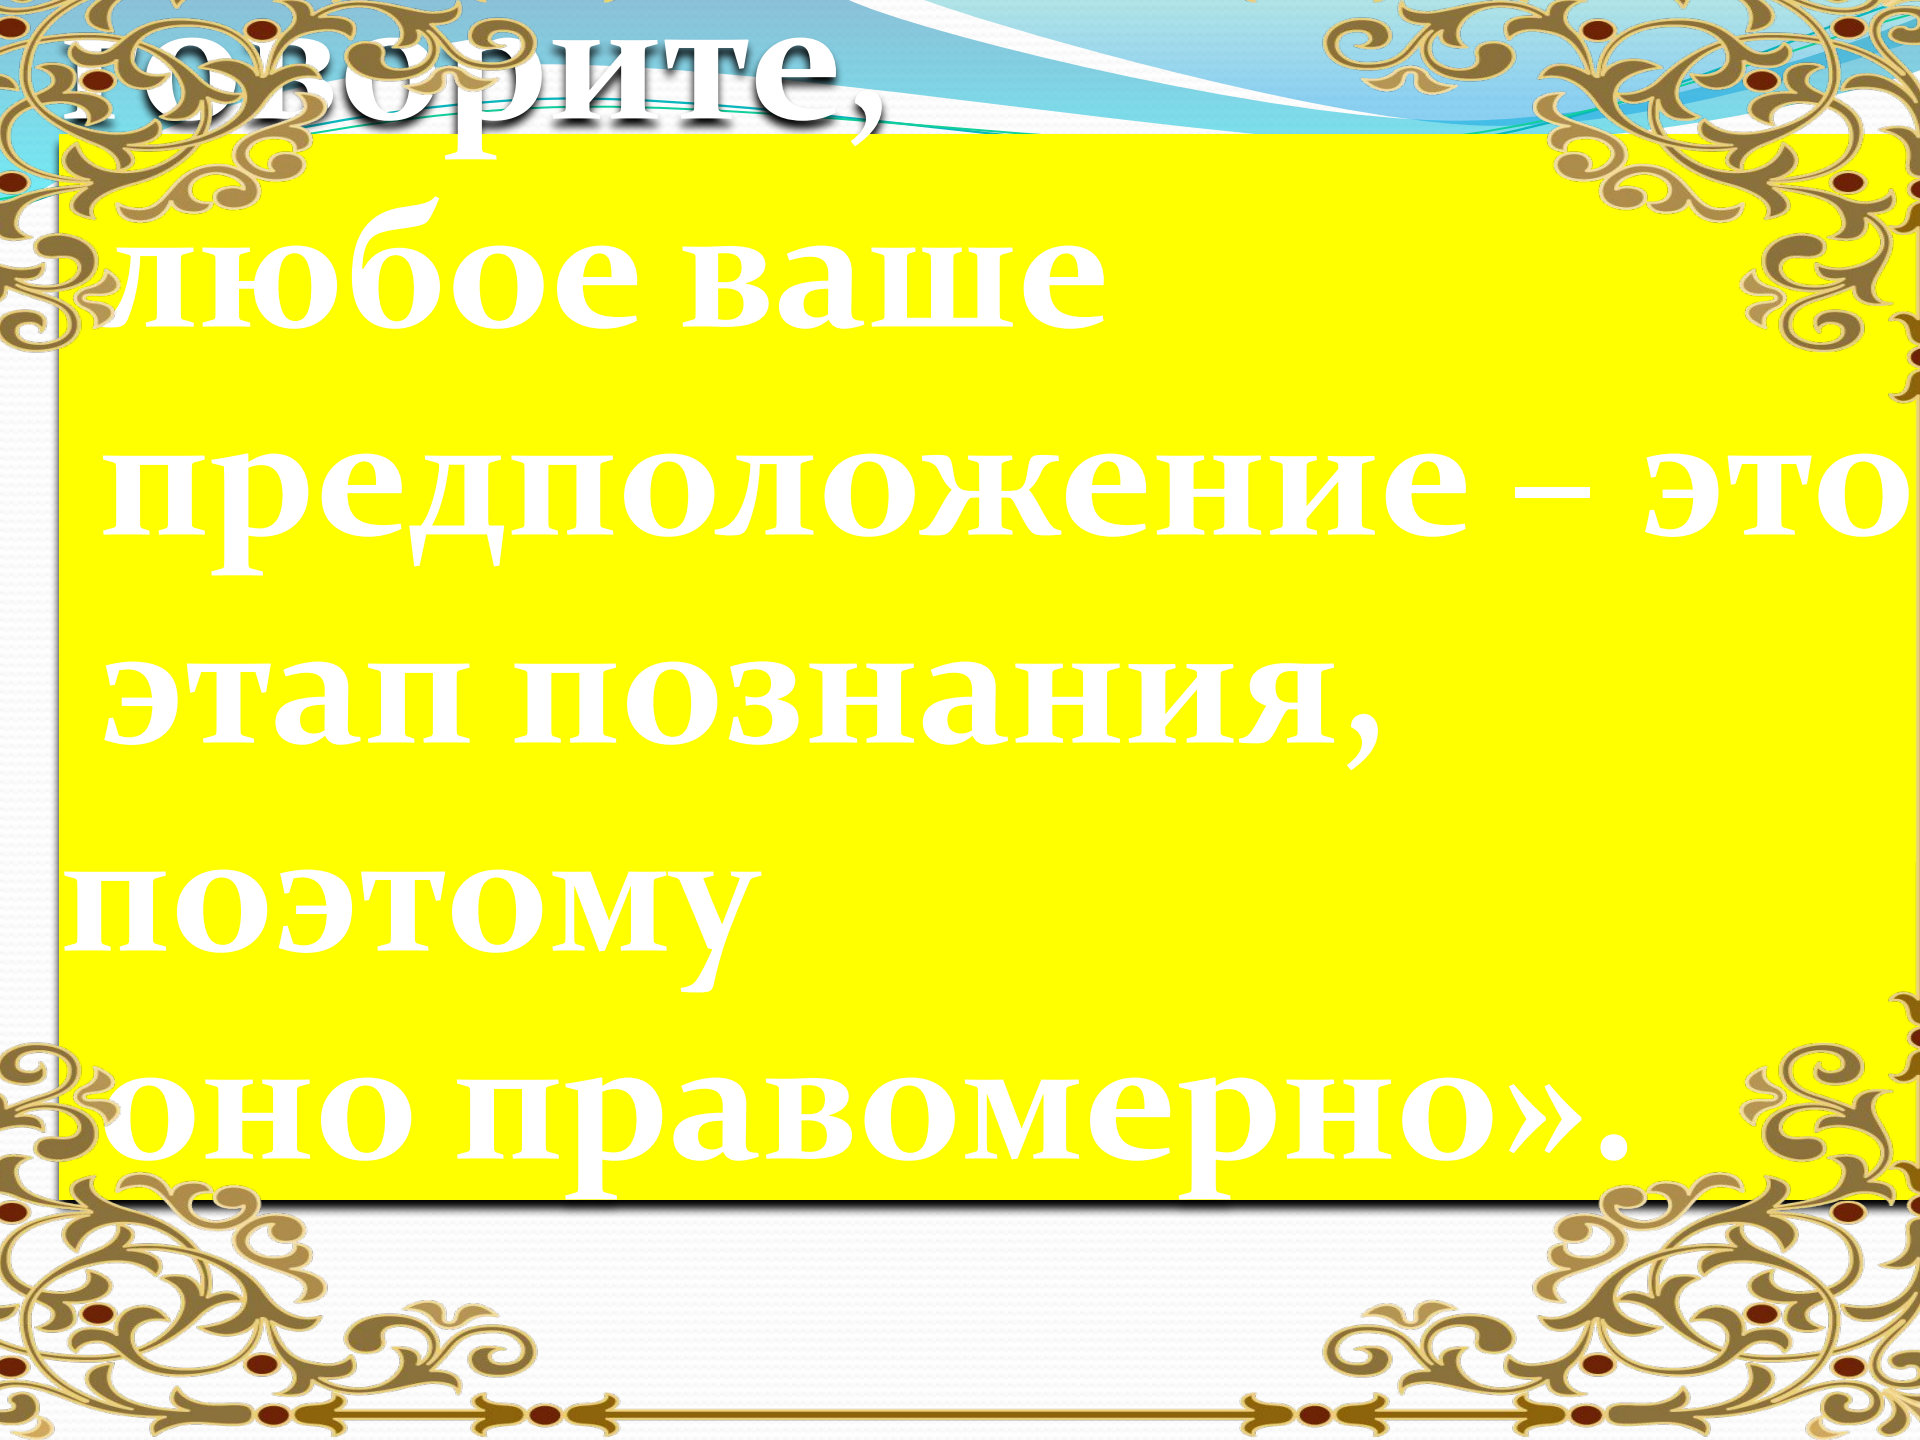 говорите,
любое ваше
предположение – это
этап познания,
поэтому
оно правомерно».